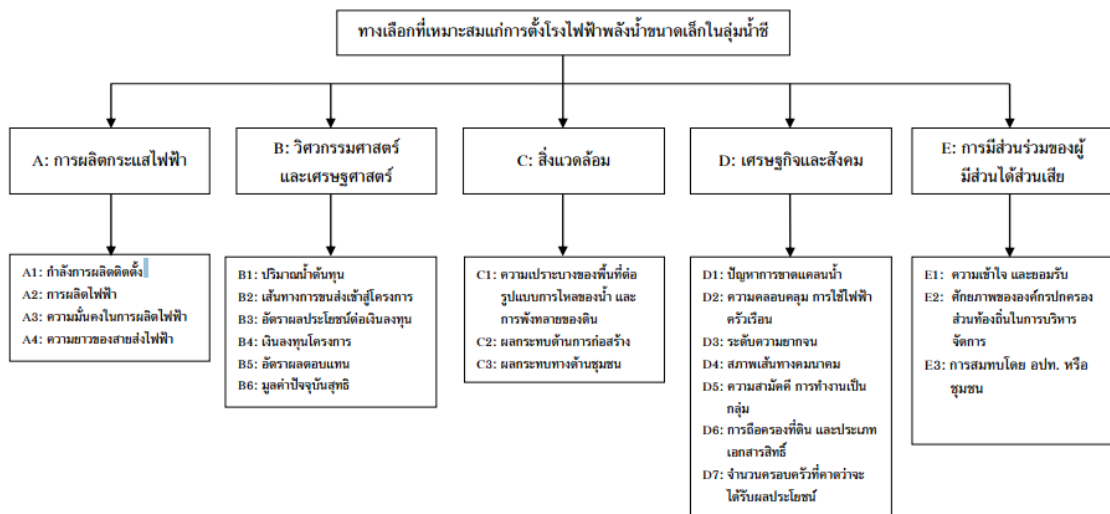 ทางเลือกที่เหมาะสมแก่การตั้งโรงไฟฟ้าพลังน้ำขนาดเล็กในลุ่มน้ำชี
A: การผลิตกระแสไฟฟ้า
B: วิศวกรรมศาสตร์
และเศรษฐศาสตร์
C: สิ่งแวดล้อม
D: เศรษฐกิจและสังคม
E: การมีส่วนร่วมของผู้
มีส่วนได้ส่วนเสีย
A1: กำลังการผลิตติดตั้ง
A2: การผลิตไฟฟ้า
A3: ความมั่นคงในการผลิตไฟฟ้า
A4: ความยาวของสายส่งไฟฟ้า
B1: ปริมาณน้ำต้นทุน
B2: เส้นทางการขนส่งเข้าสู่โครงการ
B3: อัตราผลประโยชน์ต่อเงินลงทุน
B4: เงินลงทุนโครงการ
B5: อัตราผลตอบแทน
B6: มูลค่าปัจจุบันสุทธิ
C1: ความเปราะบางของพื้นที่ต่อ
รูปแบบการไหลของน้ำ และ
การพังทลายของดิน
C2: ผลกระทบด้านการก่อสร้าง
C3: ผลกระทบทางด้านชุมชน
D1: ปัญหาการขาดแคลนน้ำ
D2: ความคลอบคลุม การใช้ไฟฟ้า
ครัวเรือน
D3: ระดับความยากจน
D4: สภาพเส้นทางคมนาคม
D5: ความสามัคคี การทำงานเป็น
กลุ่ม
D6: การถือครองที่ดิน และประเภท
เอกสารสิทธิ์
D7: จำนวนครอบครัวที่คาดว่าจะ
ได้รับผลประโยชน์
E1: ความเข้าใจ และยอมรับ
E2: ศักยภาพขององค์กรปกครอง
ส่วนท้องถิ่นในการบริหาร
จัดการ
E3: การสมทบโดย อปท. หรือ
ชุมชน